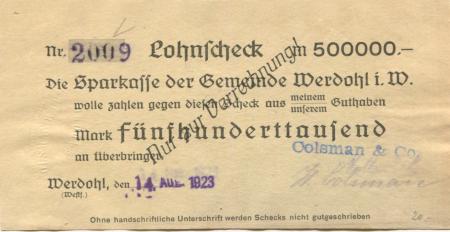 Nr. 2009 Lohnscheck M 500000.-
Die Sparkasse der Gemeinde Werdohl i. W.
wolle zahlen gegen diesen Scheck aus meinem unserem Guthaben
Nur zur Verrechnung!
Mark fünfhunderttausend
an Überbringer
Colsman & Co.
Werdohl, den 14 AUG. 1923
(Westf.)
Colsman
Ohne handschriftliche Unterschrift werden Schecks nicht gutgeschrieben
20.-